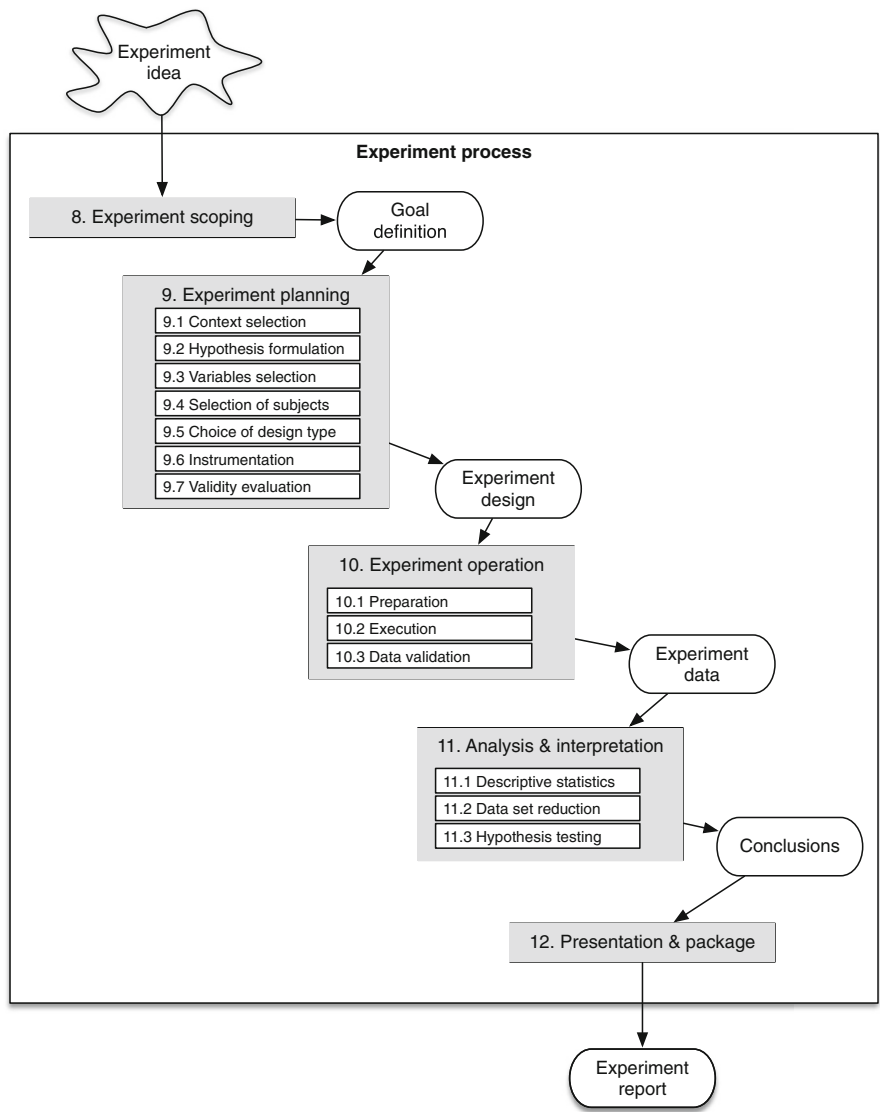 Experiment
idea
Experiment process
8. Experiment scoping
Goal
definition
9. Experiment planning
9.1 Context selection
9.2 Hypothesis formulation
9.3 Variables selection
9.4 Selection of subjects
9.5 Choice of design type
9.6 Instrumentation
9.7 Validity evaluation
Experiment
design
10. Experiment operation
10.1 Preparation
10.2 Execution
10.3 Data validation
Experiment
data
11. Analysis & interpretation
11.1 Descriptive statistics
11.2 Data set reduction
11.3 Hypothesis testing
Conclusions
12. Presentation & package
Experiment
report